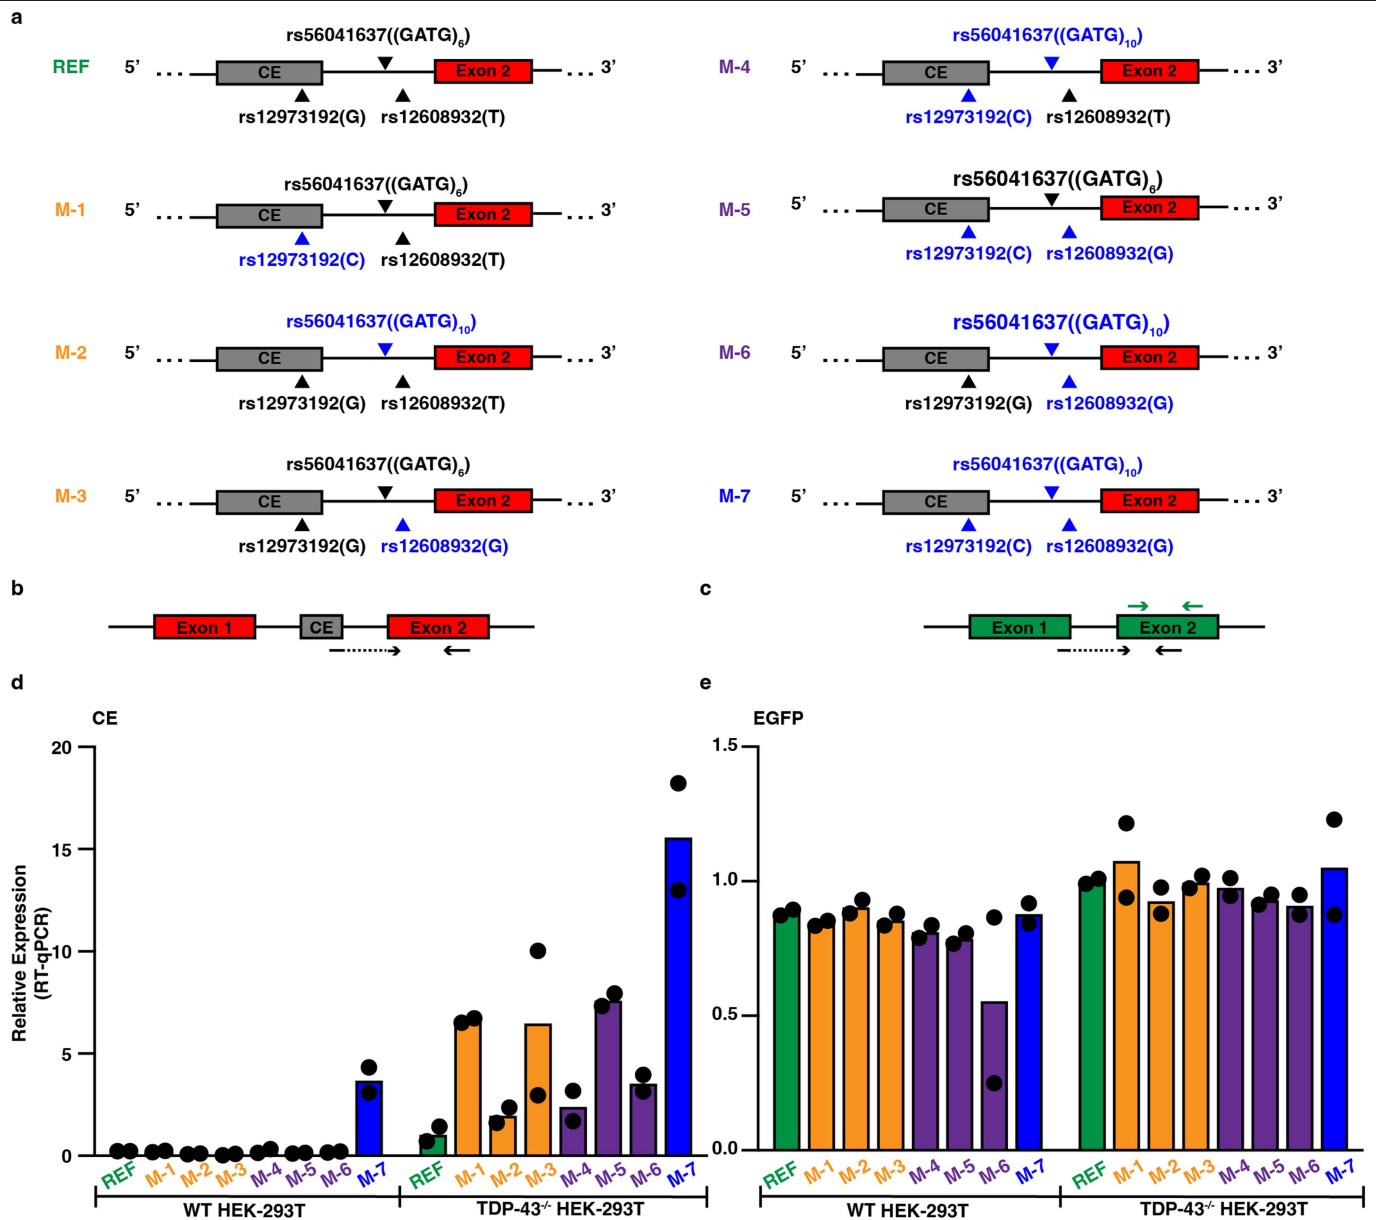 a
rs56041637((GATG)6)
REF 5’ CE Exon 2 3’
rs12973192(G) rs12608932(T)
rs56041637((GATG)10)
M-4 5’ CE Exon 2 3’
rs12973192(C) rs12608932(T)
rs56041637((GATG)6)
M-1 5’ CE Exon 2 3’
rs12973192(C) rs12608932(T)
rs56041637((GATG)6)
M-5 5’ CE Exon 2 3’
rs12973192(C) rs12608932(G)
rs56041637((GATG)10)
M-2 5’ CE Exon 2 3’
rs12973192(G) rs12608932(T)
rs56041637((GATG)10)
M-6 5’ CE Exon 2 3’
rs12973192(G) rs12608932(G)
rs56041637((GATG)6)
M-3 5’ CE Exon 2 3’
rs12973192(G) rs12608932(G)
rs56041637((GATG)10)
M-7 5’ CE Exon 2 3’
rs12973192(C) rs12608932(G)
b
Exon 1 CE Exon 2
c
Exon 1 Exon 2
d
CE
Relative Expression
(RT-qPCR)
20
15
10
5
0
REF M-1 M-2 M-3 M-4 M-5 M-6 M-7 REF M-1 M-2 M-3 M-4 M-5 M-6 M-7
WT HEK-293T TDP-43-/- HEK-293T
e
EGFP
1.5
1.0
0.5
0.0
REF M-1 M-2 M-3 M-4 M-5 M-6 M-7 REF M-1 M-2 M-3 M-4 M-5 M-6 M-7
WT HEK-293T TDP-43-/- HEK-293T